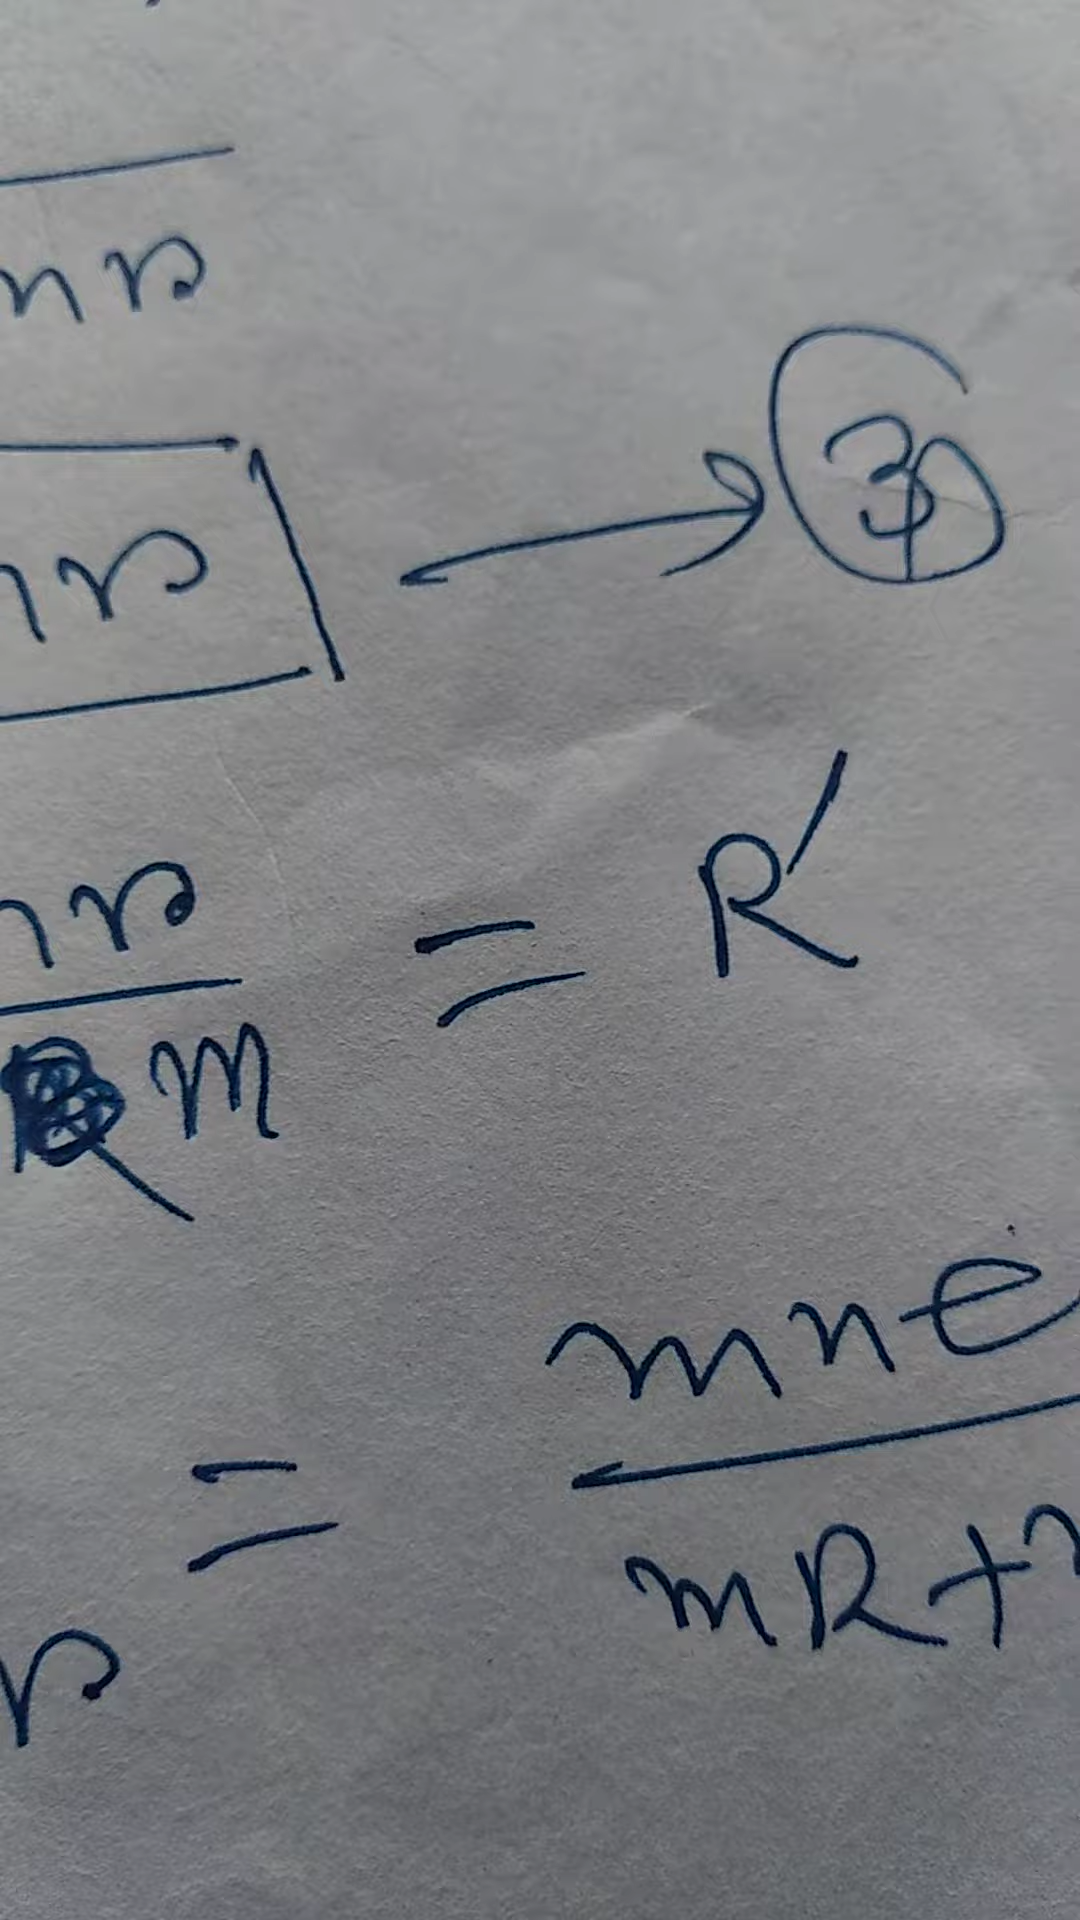 nr
nr → 3
nr / m = R′
= mne / mR +
r